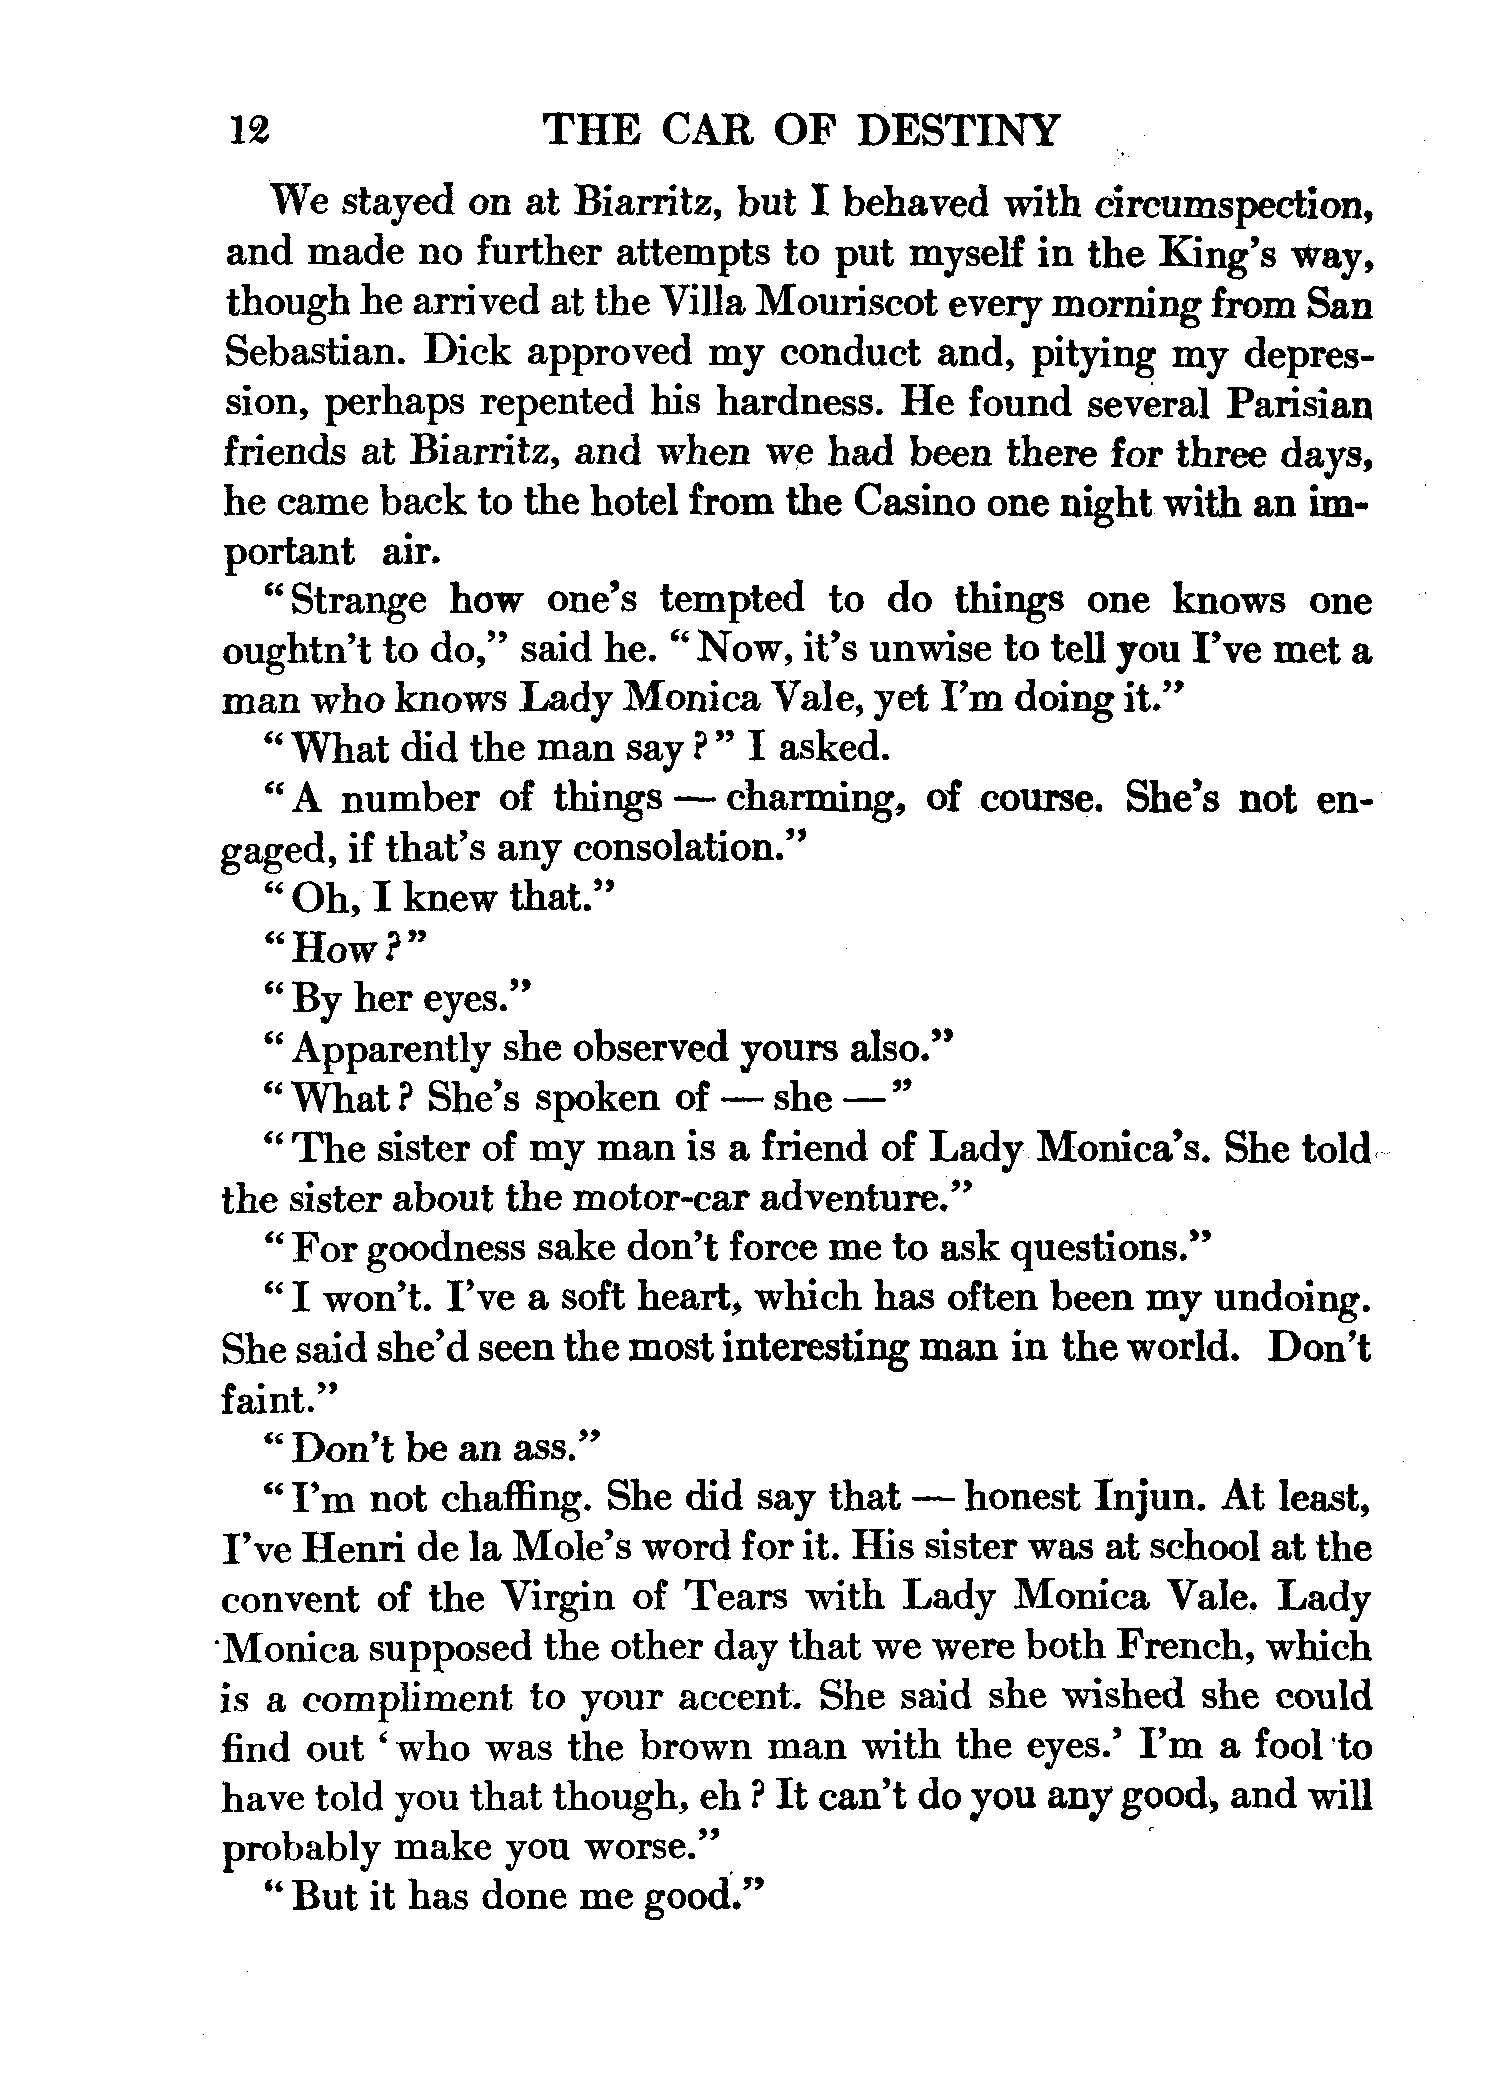 12 THE CAR OF DESTINY
We stayed on at Biarritz, but I behaved with circumspection,
and made no further attempts to put myself in the King's way,
though he arrived at the Villa Mouriscot every morning from San
Sebastian. Dick approved my conduct and, pitying my depres-
sion, perhaps repented his hardness. He found several Parisian
friends at Biarritz, and when we had been there for three days,
he came back to the hotel from the Casino one night with an im-
portant air.
"Strange how one's tempted to do things one knows one
oughtn't to do," said he. "Now, it's unwise to tell you I've met a
man who knows Lady Monica Vale, yet I'm doing it."
"What did the man say?" I asked.
"A number of things — charming, of course. She's not en-
gaged, if that's any consolation."
"Oh, I knew that."
"How?"
"By her eyes."
"Apparently she observed yours also."
"What? She's spoken of — she —"
"The sister of my man is a friend of Lady Monica's. She told
the sister about the motor-car adventure."
"For goodness sake don't force me to ask questions."
"I won't. I've a soft heart, which has often been my undoing.
She said she'd seen the most interesting man in the world. Don't
faint."
"Don't be an ass."
"I'm not chaffing. She did say that — honest Injun. At least,
I've Henri de la Mole's word for it. His sister was at school at the
convent of the Virgin of Tears with Lady Monica Vale. Lady
Monica supposed the other day that we were both French, which
is a compliment to your accent. She said she wished she could
find out 'who was the brown man with the eyes.' I'm a fool to
have told you that though, eh? It can't do you any good, and will
probably make you worse."
"But it has done me good."